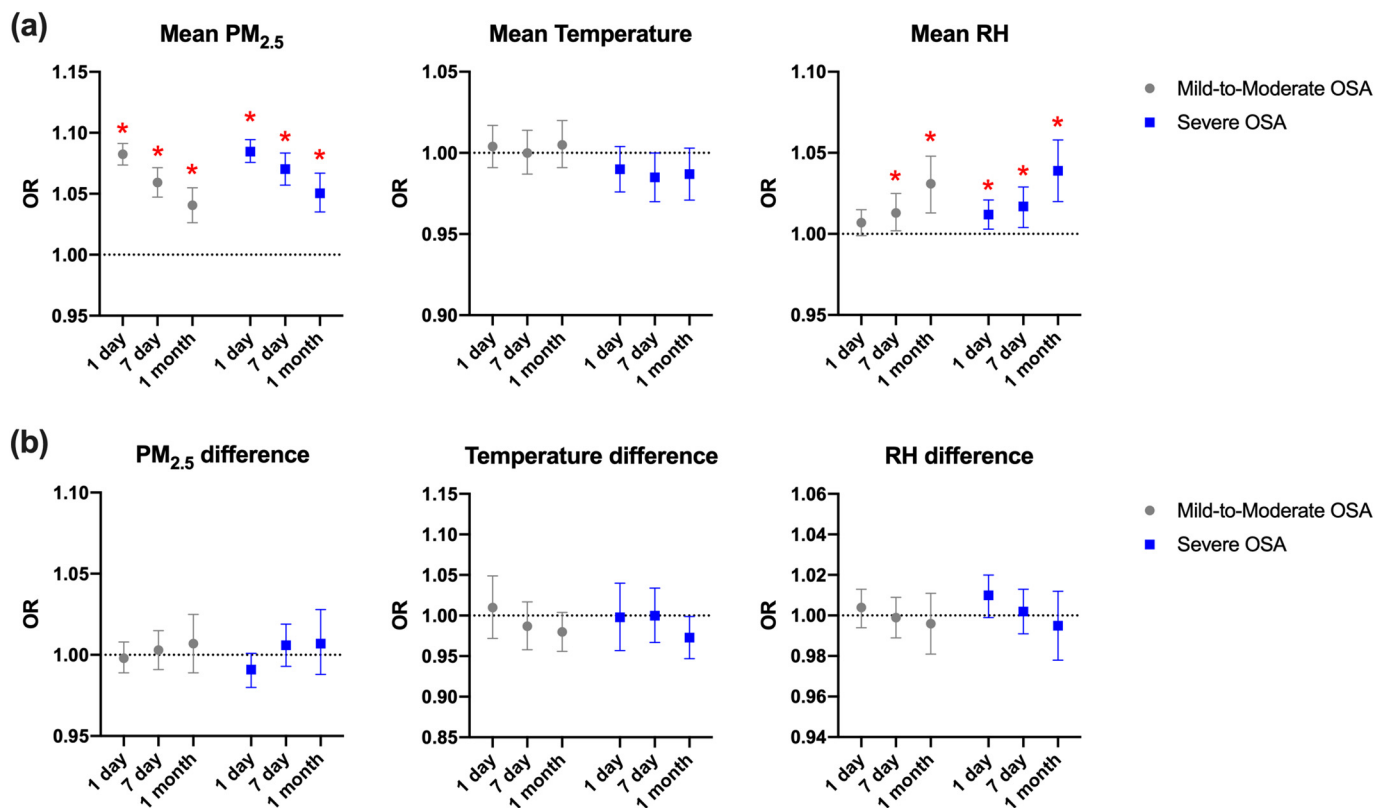 (a)
Mean PM2.5
Mean Temperature
Mean RH
OR
1.15
1.10
1.05
1.00
0.95
* * * * * *
1 day
7 day
1 month
1 day
7 day
1 month
OR
1.05
1.00
0.95
0.90
1 day
7 day
1 month
1 day
7 day
1 month
OR
1.10
1.05
1.00
0.95
* * * * *
1 day
7 day
1 month
1 day
7 day
1 month
Mild-to-Moderate OSA
Severe OSA
(b)
PM2.5 difference
Temperature difference
RH difference
OR
1.10
1.05
1.00
0.95
1 day
7 day
1 month
1 day
7 day
1 month
OR
1.15
1.10
1.05
1.00
0.95
0.90
0.85
1 day
7 day
1 month
1 day
7 day
1 month
OR
1.06
1.04
1.02
1.00
0.98
0.96
0.94
1 day
7 day
1 month
1 day
7 day
1 month
Mild-to-Moderate OSA
Severe OSA